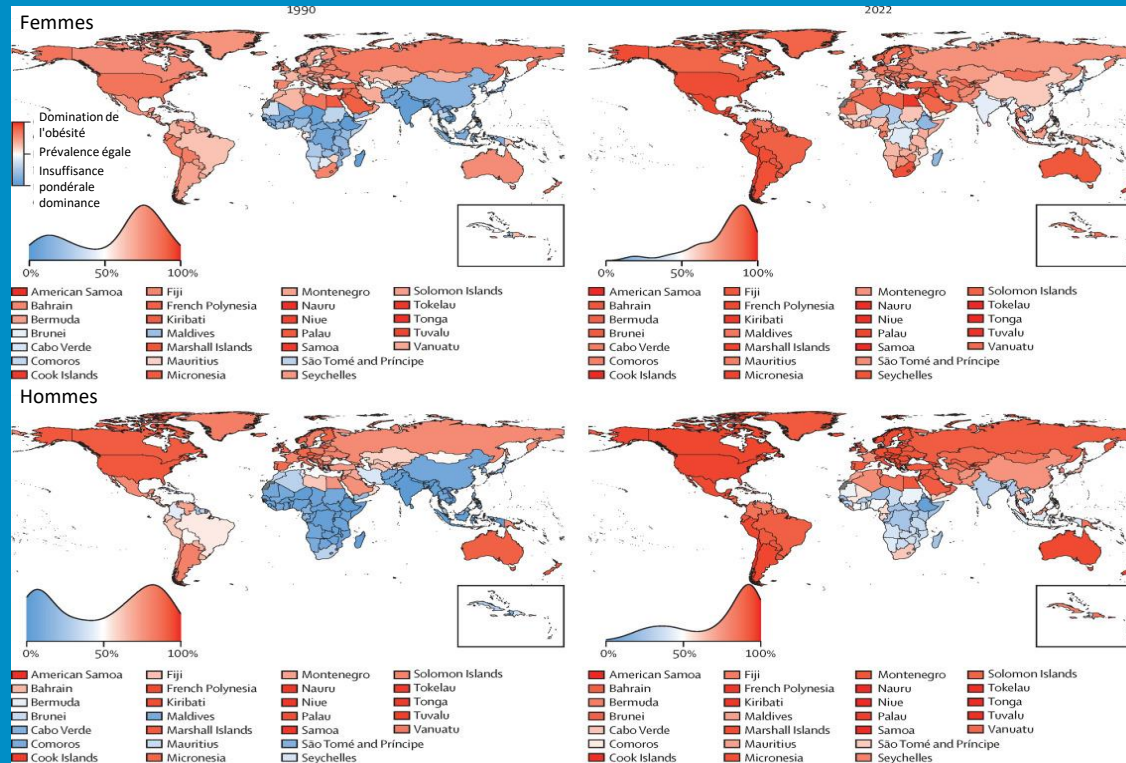 1990
2022
Femmes
Domination de
l'obésité
Prévalence égale
Insuffisance
pondérale
dominance
0%
50%
100%
0%
50%
100%
American Samoa
Bahrain
Bermuda
Brunei
Cabo Verde
Comoros
Cook Islands
Fiji
French Polynesia
Kiribati
Maldives
Marshall Islands
Mauritius
Micronesia
Montenegro
Nauru
Niue
Palau
Samoa
São Tomé and Príncipe
Seychelles
Solomon Islands
Tokelau
Tonga
Tuvalu
Vanuatu
American Samoa
Bahrain
Bermuda
Brunei
Cabo Verde
Comoros
Cook Islands
Fiji
French Polynesia
Kiribati
Maldives
Marshall Islands
Mauritius
Micronesia
Montenegro
Nauru
Niue
Palau
Samoa
São Tomé and Príncipe
Seychelles
Solomon Islands
Tokelau
Tonga
Tuvalu
Vanuatu
Hommes
0%
50%
100%
0%
50%
100%
American Samoa
Bahrain
Bermuda
Brunei
Cabo Verde
Comoros
Cook Islands
Fiji
French Polynesia
Kiribati
Maldives
Marshall Islands
Mauritius
Micronesia
Montenegro
Nauru
Niue
Palau
Samoa
São Tomé and Príncipe
Seychelles
Solomon Islands
Tokelau
Tonga
Tuvalu
Vanuatu
American Samoa
Bahrain
Bermuda
Brunei
Cabo Verde
Comoros
Cook Islands
Fiji
French Polynesia
Kiribati
Maldives
Marshall Islands
Mauritius
Micronesia
Montenegro
Nauru
Niue
Palau
Samoa
São Tomé and Príncipe
Seychelles
Solomon Islands
Tokelau
Tonga
Tuvalu
Vanuatu